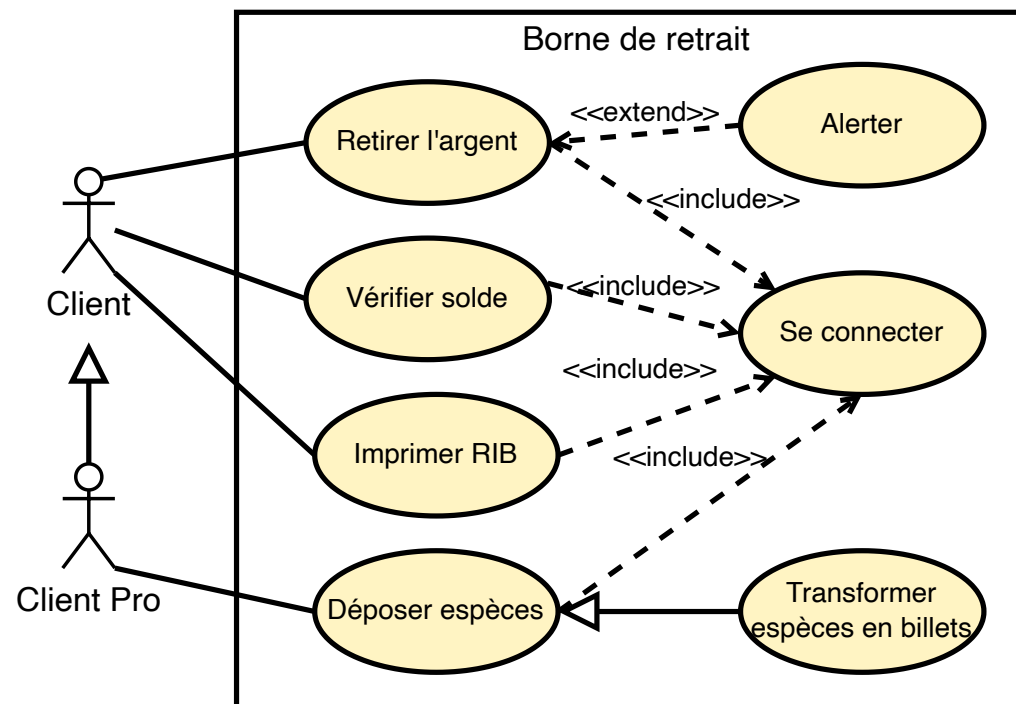 Borne de retrait
Retirer l'argent
<<extend>>
Alerter
<<include>>
Client
Vérifier solde
<<include>>
Se connecter
<<include>>
Imprimer RIB
<<include>>
Client Pro
Déposer espèces
Transformer
espèces en billets